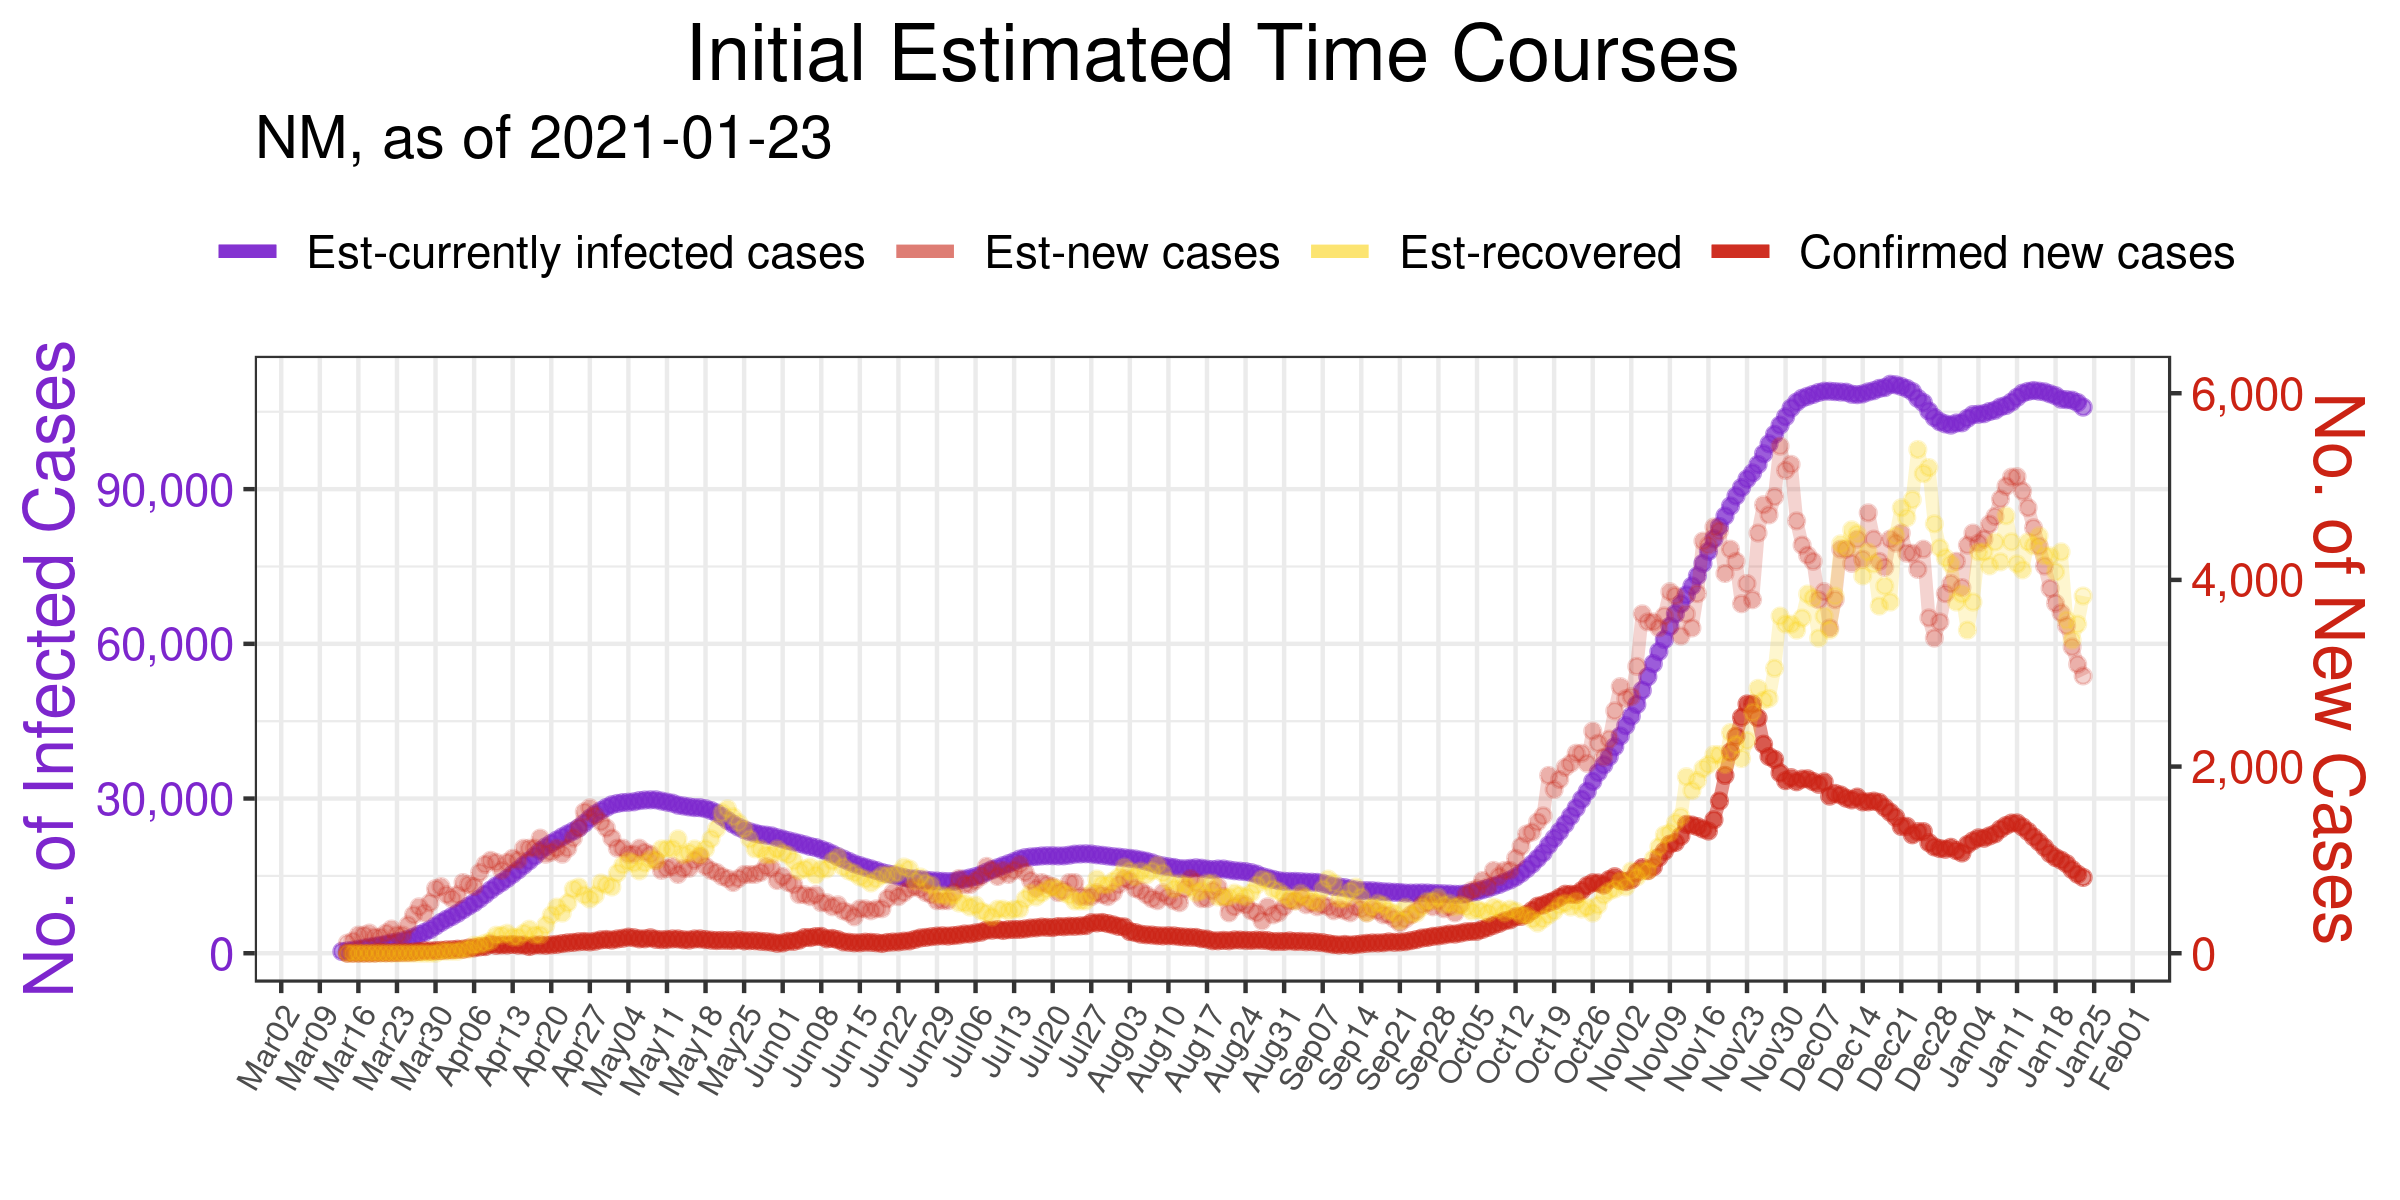 Initial Estimated Time Courses
NM, as of 2021-01-23
Est-currently infected cases Est-new cases Est-recovered Confirmed new cases
No. of Infected Cases
90,000
60,000
30,000
0
6,000
4,000
2,000
0
No. of New Cases
Mar02 Mar09 Mar16 Mar23 Mar30 Apr06 Apr13 Apr20 Apr27 May04 May11 May18 May25 Jun01 Jun08 Jun15 Jun22 Jun29 Jul06 Jul13 Jul20 Jul27 Aug03 Aug10 Aug17 Aug24 Aug31 Sep07 Sep14 Sep21 Sep28 Oct05 Oct12 Oct19 Oct26 Nov02 Nov09 Nov16 Nov23 Nov30 Dec07 Dec14 Dec21 Dec28 Jan04 Jan11 Jan18 Jan25 Feb01